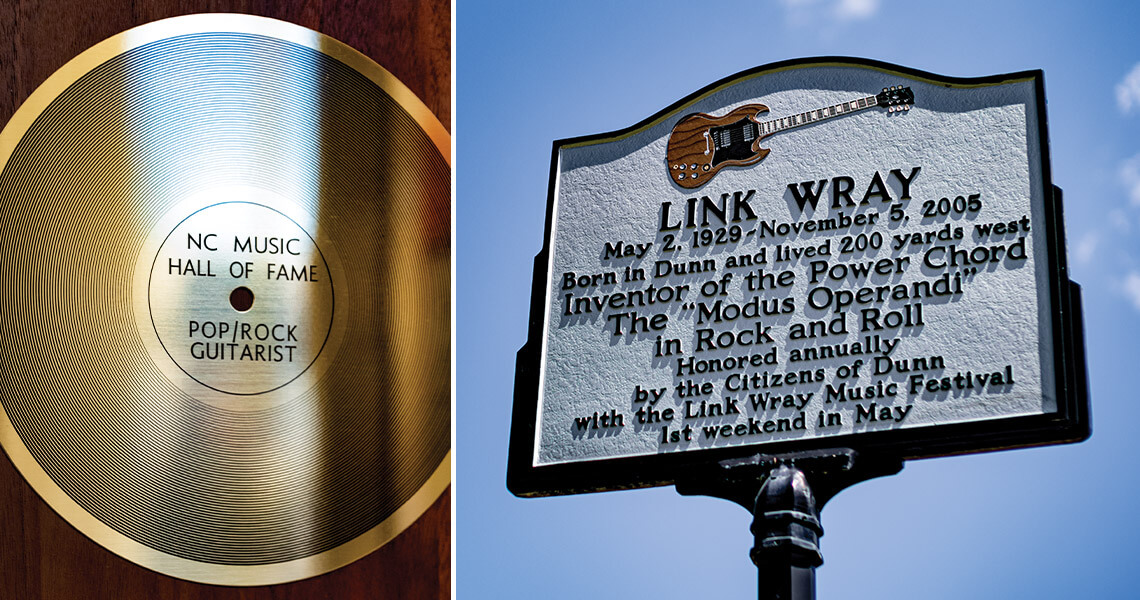 NC MUSIC
HALL OF FAME
POP/ROCK
GUITARIST
LINK WRAY
May 2, 1929~November 5, 2005
Born in Dunn and lived 200 yards west
Inventor of the Power Chord
The "Modus Operandi"
in Rock and Roll
Honored annually
by the Citizens of Dunn
with the Link Wray Music Festival
1st weekend in May